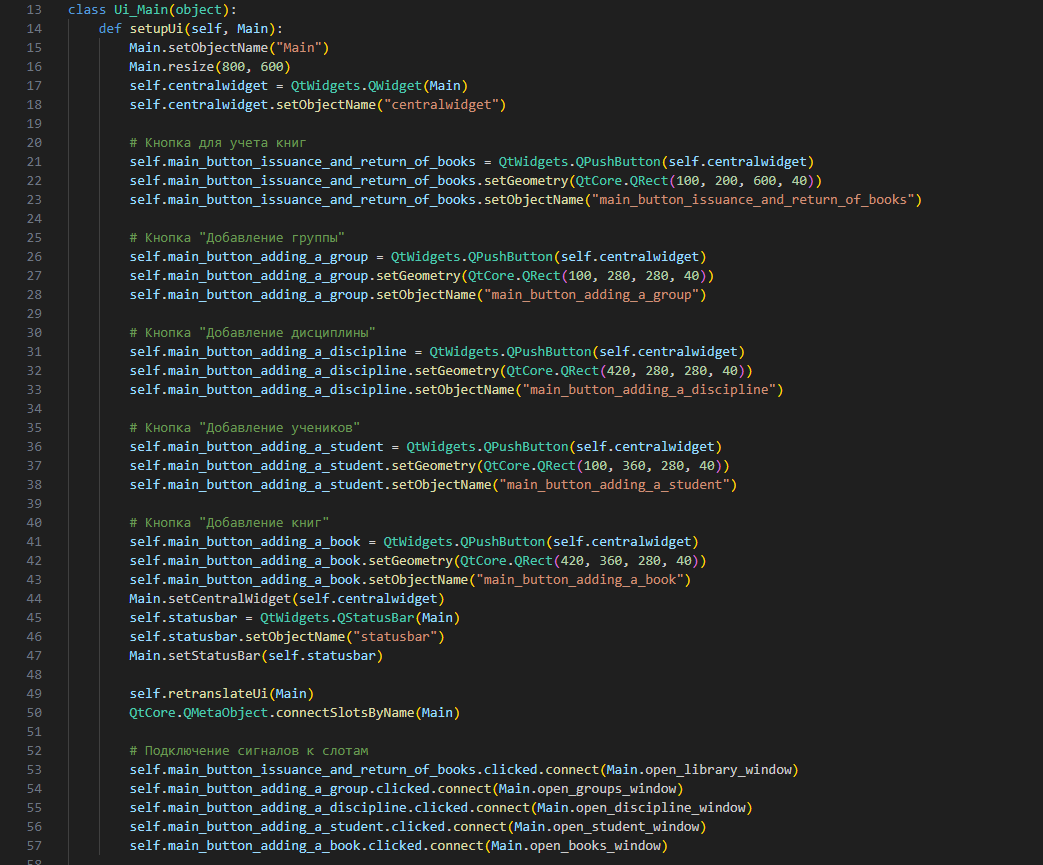 13 class Ui_Main(object):
14     def setupUi(self, Main):
15         Main.setObjectName("Main")
16         Main.resize(800, 600)
17         self.centralwidget = QtWidgets.QWidget(Main)
18         self.centralwidget.setObjectName("centralwidget")
19
20         # Кнопка для учета книг
21         self.main_button_issuance_and_return_of_books = QtWidgets.QPushButton(self.centralwidget)
22         self.main_button_issuance_and_return_of_books.setGeometry(QtCore.QRect(100, 200, 600, 40))
23         self.main_button_issuance_and_return_of_books.setObjectName("main_button_issuance_and_return_of_books")
24
25         # Кнопка "Добавление группы"
26         self.main_button_adding_a_group = QtWidgets.QPushButton(self.centralwidget)
27         self.main_button_adding_a_group.setGeometry(QtCore.QRect(100, 280, 280, 40))
28         self.main_button_adding_a_group.setObjectName("main_button_adding_a_group")
29
30         # Кнопка "Добавление дисциплины"
31         self.main_button_adding_a_discipline = QtWidgets.QPushButton(self.centralwidget)
32         self.main_button_adding_a_discipline.setGeometry(QtCore.QRect(420, 280, 280, 40))
33         self.main_button_adding_a_discipline.setObjectName("main_button_adding_a_discipline")
34
35         # Кнопка "Добавление учеников"
36         self.main_button_adding_a_student = QtWidgets.QPushButton(self.centralwidget)
37         self.main_button_adding_a_student.setGeometry(QtCore.QRect(100, 360, 280, 40))
38         self.main_button_adding_a_student.setObjectName("main_button_adding_a_student")
39
40         # Кнопка "Добавление книг"
41         self.main_button_adding_a_book = QtWidgets.QPushButton(self.centralwidget)
42         self.main_button_adding_a_book.setGeometry(QtCore.QRect(420, 360, 280, 40))
43         self.main_button_adding_a_book.setObjectName("main_button_adding_a_book")
44         Main.setCentralWidget(self.centralwidget)
45         self.statusbar = QtWidgets.QStatusBar(Main)
46         self.statusbar.setObjectName("statusbar")
47         Main.setStatusBar(self.statusbar)
48
49         self.retranslateUi(Main)
50         QtCore.QMetaObject.connectSlotsByName(Main)
51
52         # Подключение сигналов к слотам
53         self.main_button_issuance_and_return_of_books.clicked.connect(Main.open_library_window)
54         self.main_button_adding_a_group.clicked.connect(Main.open_groups_window)
55         self.main_button_adding_a_discipline.clicked.connect(Main.open_discipline_window)
56         self.main_button_adding_a_student.clicked.connect(Main.open_student_window)
57         self.main_button_adding_a_book.clicked.connect(Main.open_books_window)
58